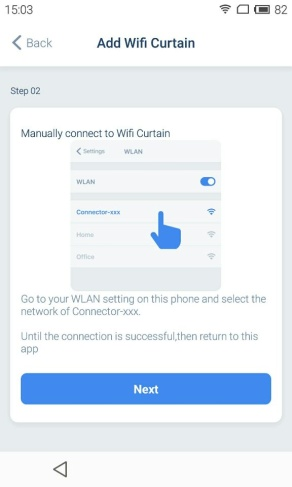 15:03
82
Back
Add Wifi Curtain
Step 02
Manually connect to Wifi Curtain
Settings
WLAN
WLAN
Connector-xxx
Home
Office
Go to your WLAN setting on this phone and select the
network of Connector-xxx.
Until the connection is successful,then return to this
app
Next